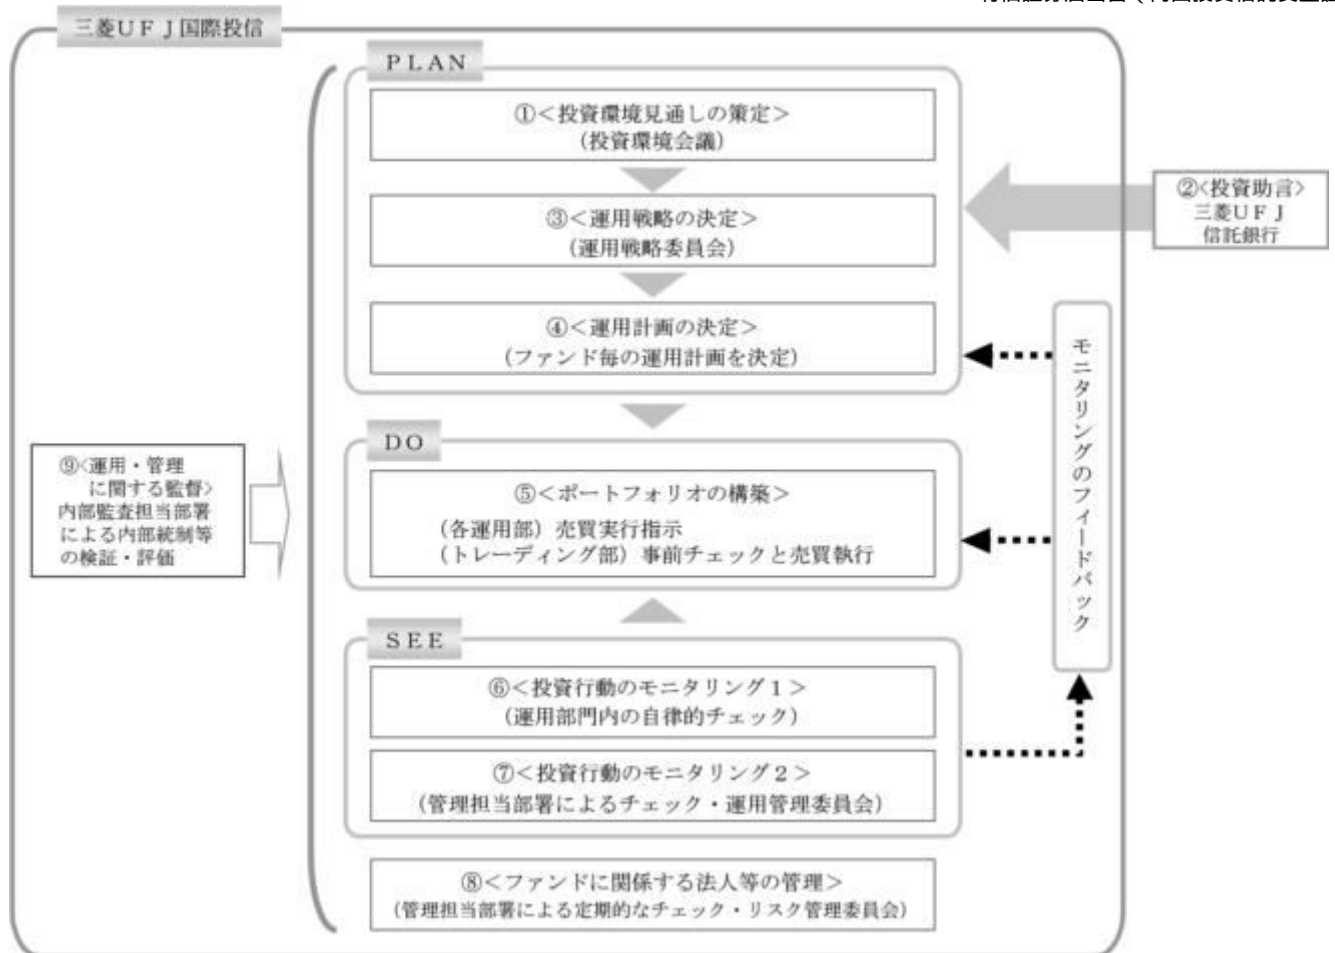 三菱ＵＦＪ国際投信
ＰＬＡＮ
①＜投資環境見通しの策定＞
（投資環境会議）
②<投資助言>
三菱ＵＦＪ
信託銀行
③＜運用戦略の決定＞
（運用戦略委員会）
④＜運用計画の決定＞
（ファンド毎の運用計画を決定）
モニタリングのフィードバック
ＤＯ
⑤＜ポートフォリオの構築＞
（各運用部）売買実行指示
（トレーディング部）事前チェックと売買執行
⑨<運用・管理
に関する監督>
内部監査担当部署
による内部統制等
の検証・評価
ＳＥＥ
⑥＜投資行動のモニタリング１＞
（運用部門内の自律的チェック）
⑦＜投資行動のモニタリング２＞
（管理担当部署によるチェック・運用管理委員会）
⑧＜ファンドに関係する法人等の管理＞
（管理担当部署による定期的なチェック・リスク管理委員会）